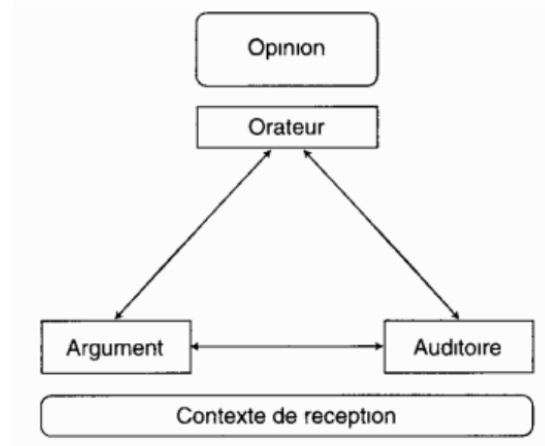 Opinion
Orateur
Argument
Auditoire
Contexte de reception